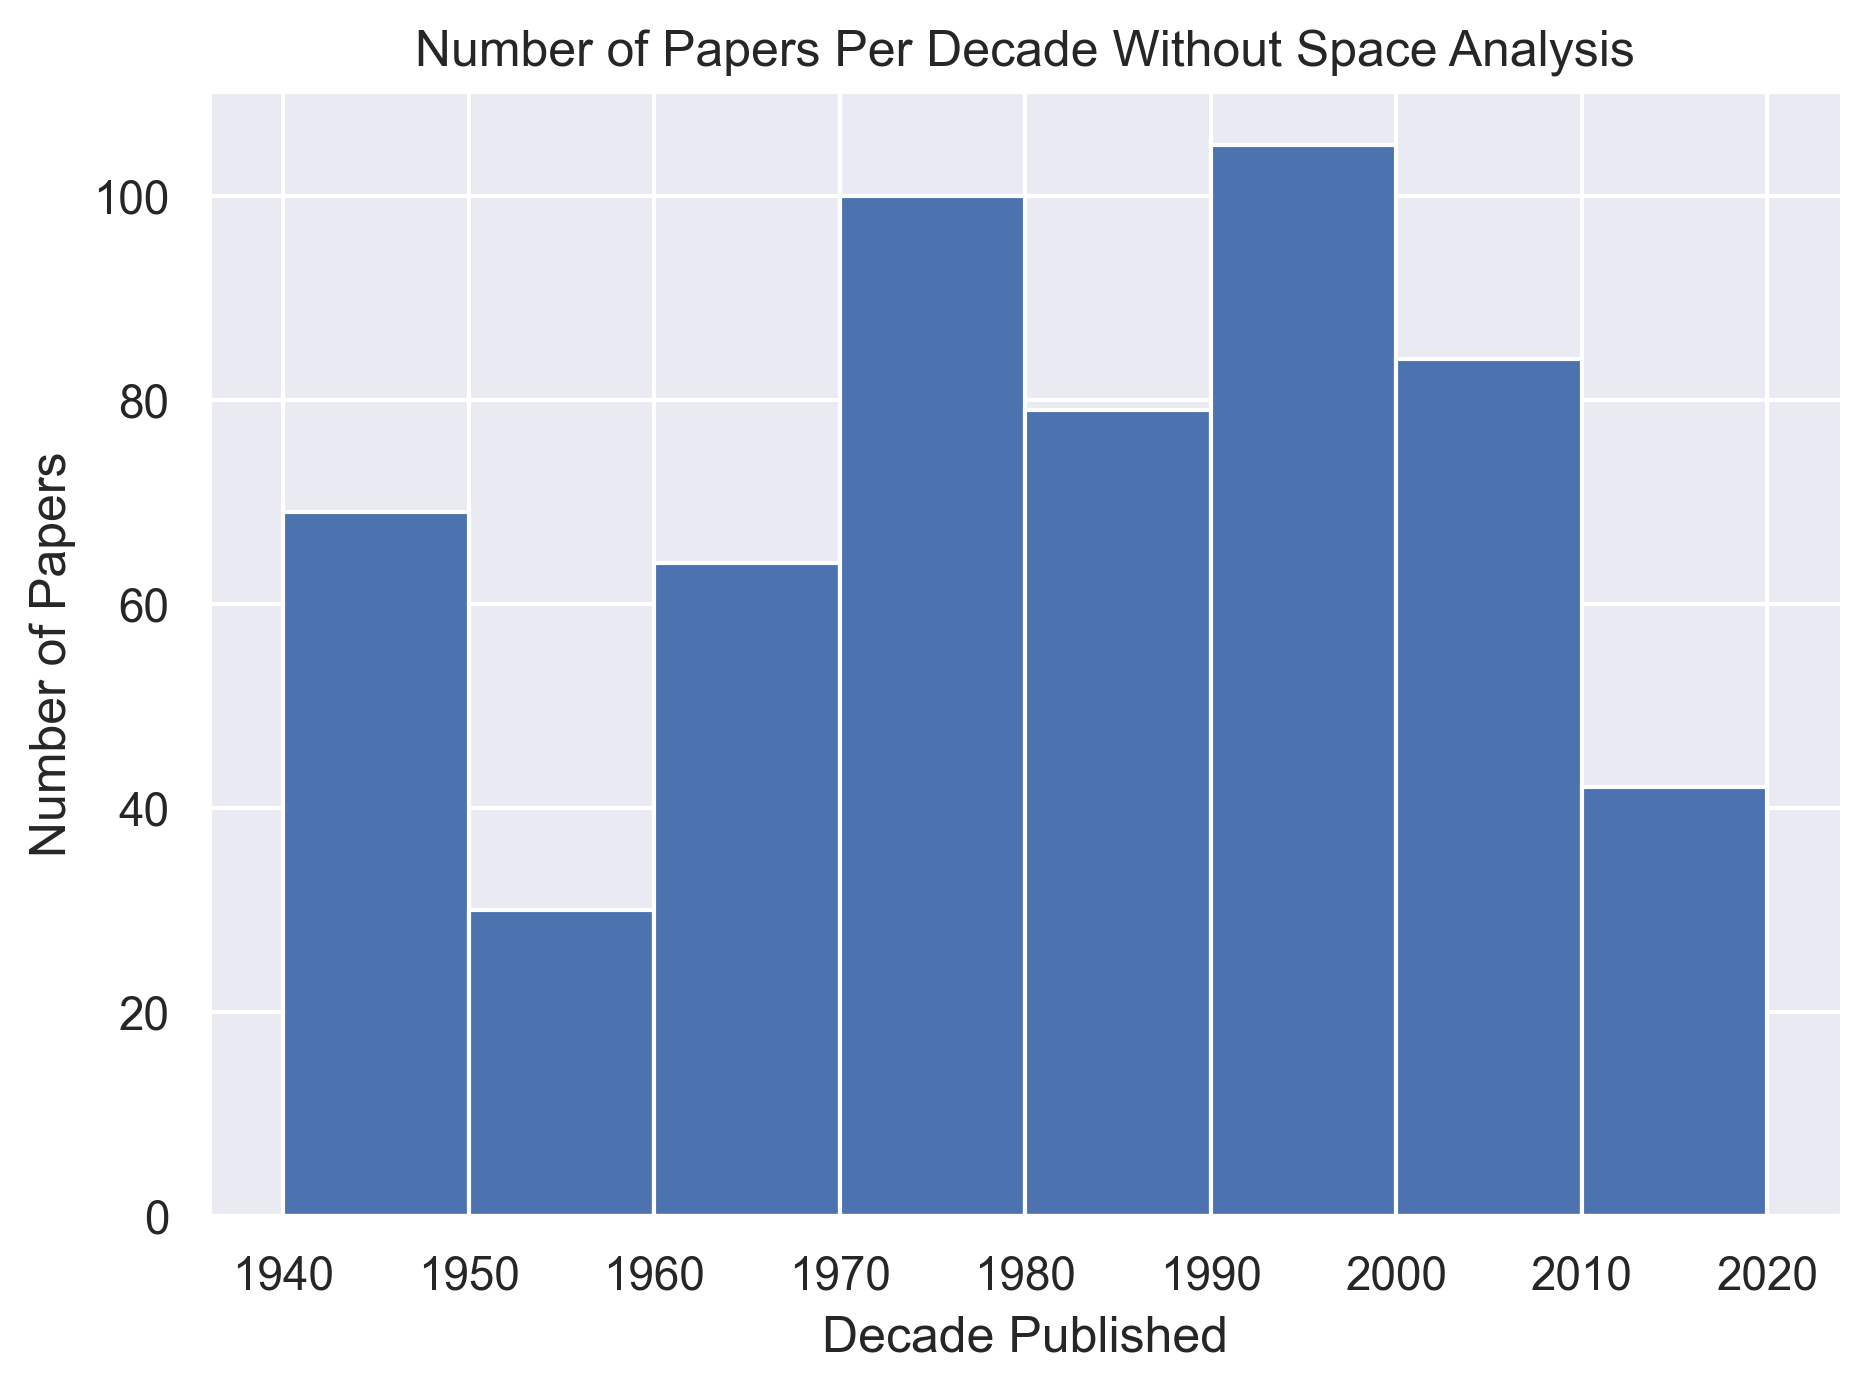 Number of Papers Per Decade Without Space Analysis
Number of Papers
100
80
60
40
20
0
1940 1950 1960 1970 1980 1990 2000 2010 2020
Decade Published